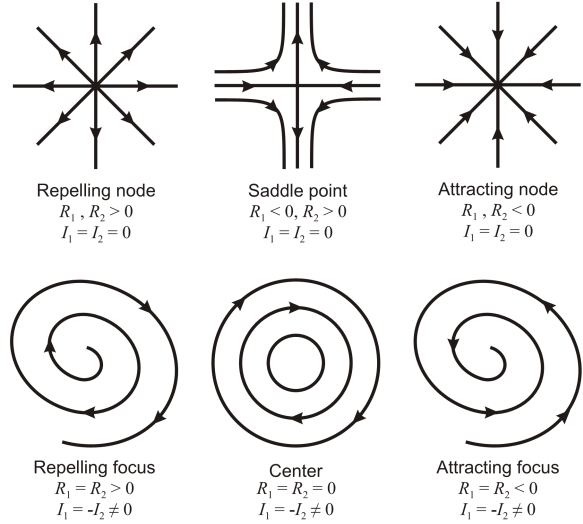 Repelling node
R₁ , R₂ > 0
I₁ = I₂ = 0
Saddle point
R₁ < 0, R₂ > 0
I₁ = I₂ = 0
Attracting node
R₁ , R₂ < 0
I₁ = I₂ = 0
Repelling focus
R₁ = R₂ > 0
I₁ = -I₂ ≠ 0
Center
R₁ = R₂ = 0
I₁ = -I₂ ≠ 0
Attracting focus
R₁ = R₂ < 0
I₁ = -I₂ ≠ 0